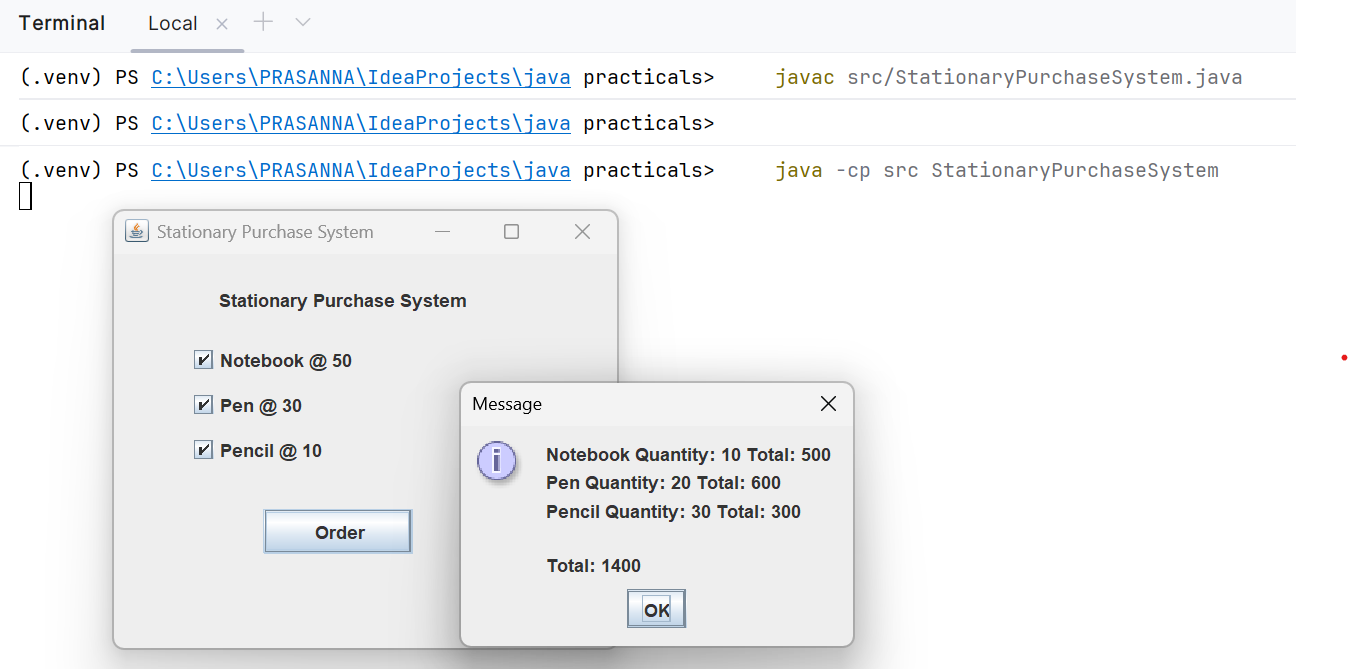 Terminal Local
(.venv) PS C:\Users\PRASANNA\IdeaProjects\java practicals> javac src/StationaryPurchaseSystem.java
(.venv) PS C:\Users\PRASANNA\IdeaProjects\java practicals>
(.venv) PS C:\Users\PRASANNA\IdeaProjects\java practicals> java -cp src StationaryPurchaseSystem
Stationary Purchase System
Stationary Purchase System
Notebook @ 50
Pen @ 30
Pencil @ 10
Order
Message
Notebook Quantity: 10 Total: 500
Pen Quantity: 20 Total: 600
Pencil Quantity: 30 Total: 300
Total: 1400
OK